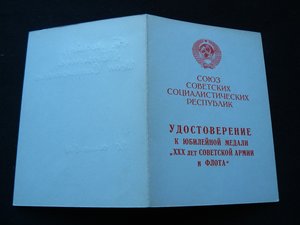 СОЮЗ
СОВЕТСКИХ
СОЦИАЛИСТИЧЕСКИХ
РЕСПУБЛИК
УДОСТОВЕРЕНИЕ
К ЮБИЛЕЙНОЙ МЕДАЛИ
„XXX ЛЕТ СОВЕТСКОЙ АРМИИ
И ФЛОТА“